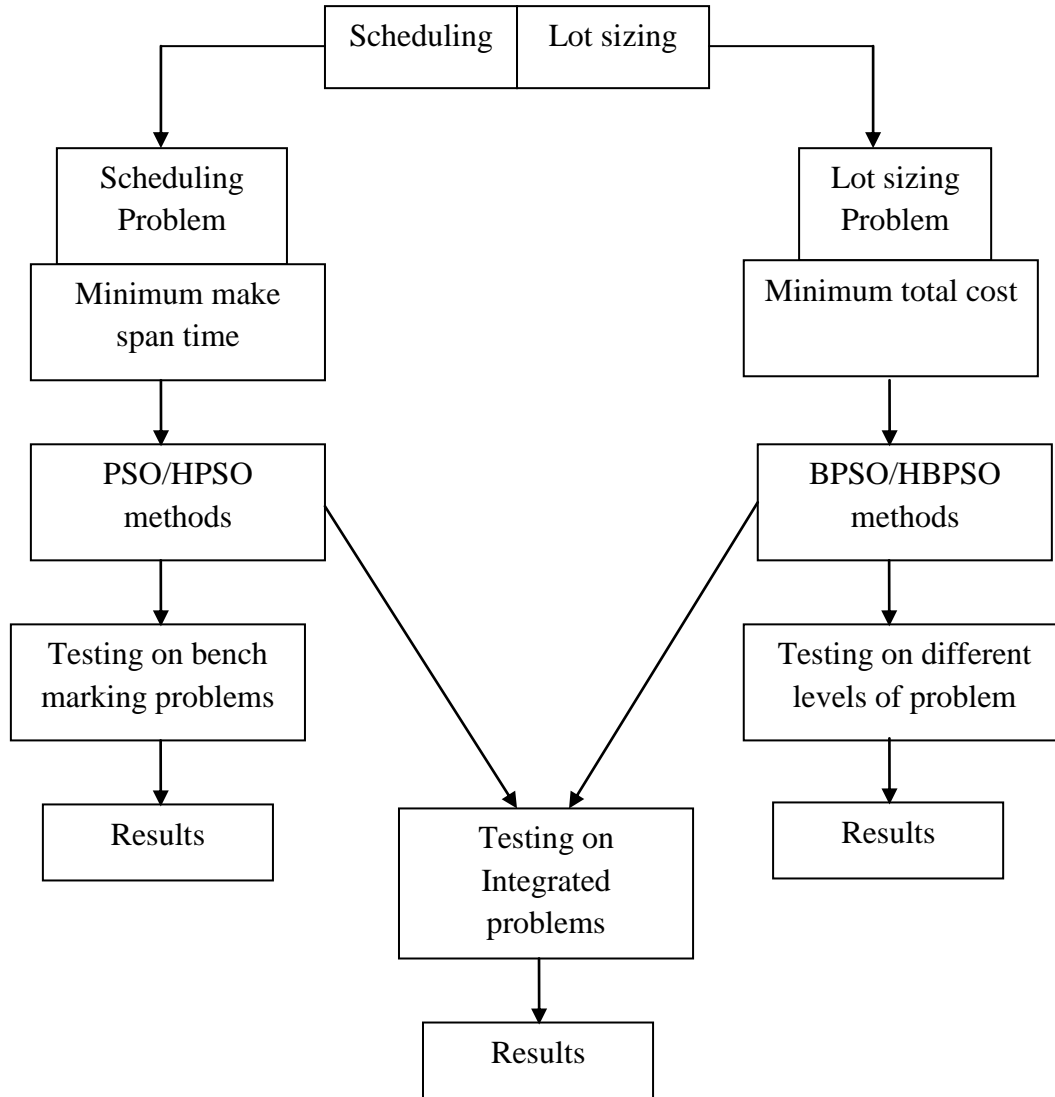 Scheduling
Lot sizing
Scheduling
Problem
Lot sizing
Problem
Minimum make
span time
Minimum total cost
PSO/HPSO
methods
BPSO/HBPSO
methods
Testing on bench
marking problems
Testing on different
levels of problem
Results
Testing on
Integrated
problems
Results
Results